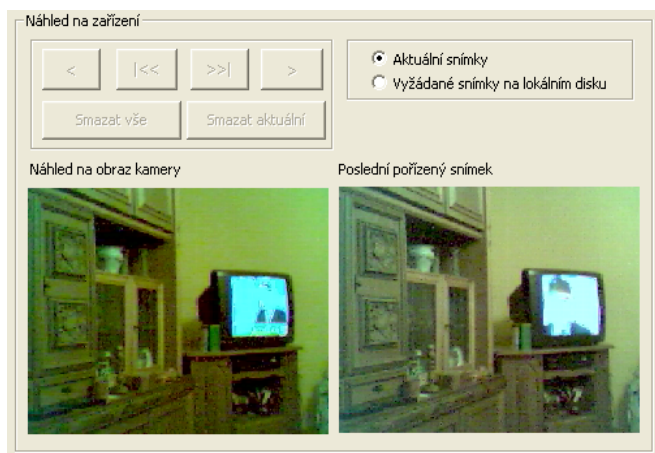 Náhled na zařízení
< |<< >>| >
Smazat vše Smazat aktuální
Aktuální snímky
Vyžádané snímky na lokálním disku
Náhled na obraz kamery
Poslední pořízený snímek